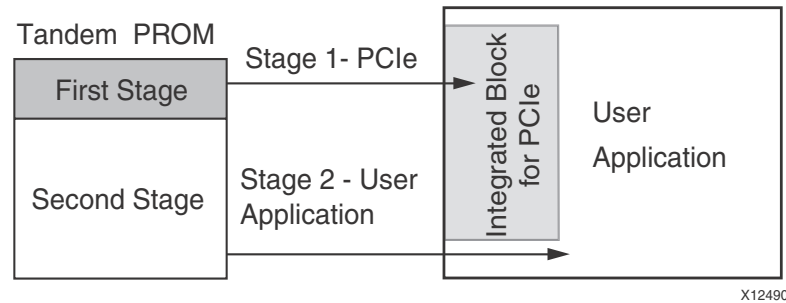 Tandem PROM
First Stage
Second Stage
Stage 1- PCIe
Stage 2 - User
Application
Integrated Block
for PCIe
User
Application
X12490